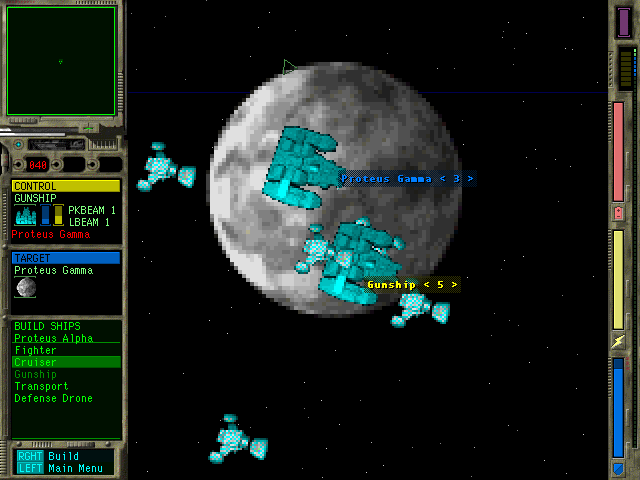 040
CONTROL
GUNSHIP
PKBEAM 1
LBEAM 1
Proteus Gamma
TARGET
Proteus Gamma
BUILD SHIPS
Proteus Alpha
Fighter
Cruiser
Gunship
Transport
Defense Drone
RGHT Build
LEFT Main Menu
Proteus Gamma < 3 >
Gunship < 5 >